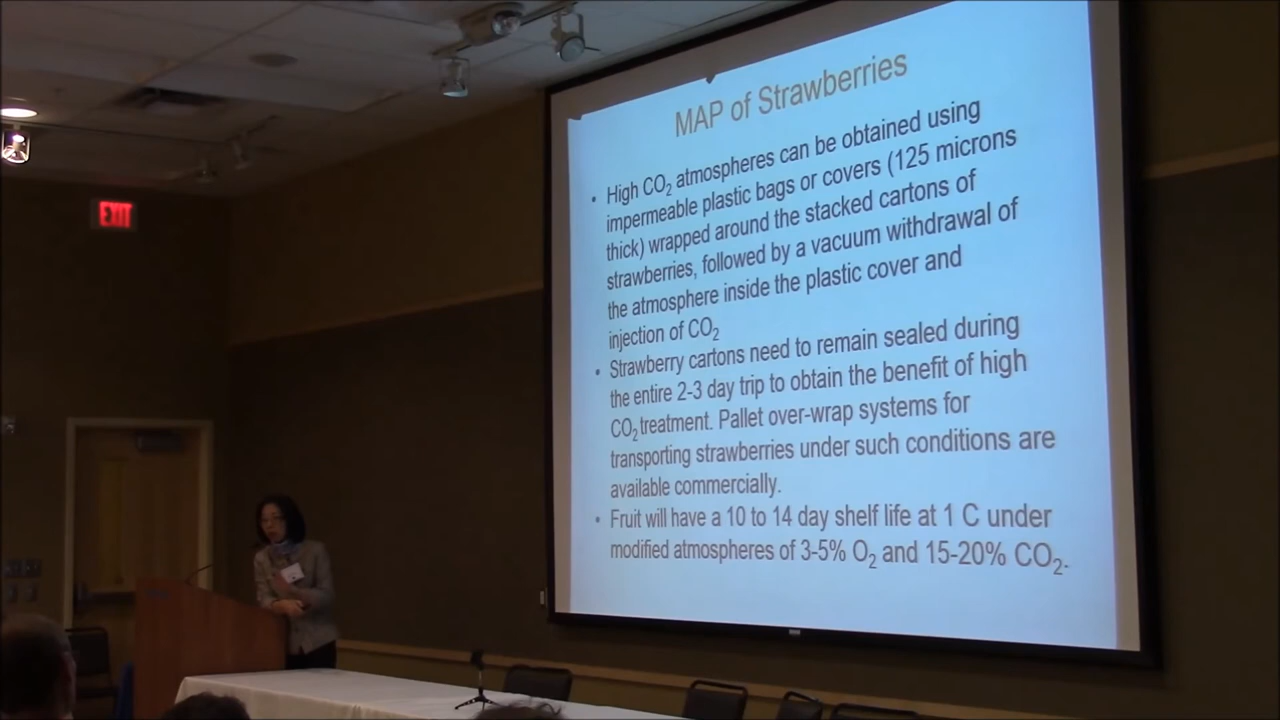 EXIT
MAP of Strawberries
• High CO₂ atmospheres can be obtained using
impermeable plastic bags or covers (125 microns
thick) wrapped around the stacked cartons of
strawberries, followed by a vacuum withdrawal of
the atmosphere inside the plastic cover and
injection of CO₂
• Strawberry cartons need to remain sealed during
the entire 2-3 day trip to obtain the benefit of high
CO₂ treatment. Pallet over-wrap systems for
transporting strawberries under such conditions are
available commercially.
• Fruit will have a 10 to 14 day shelf life at 1 C under
modified atmospheres of 3-5% O₂ and 15-20% CO₂.